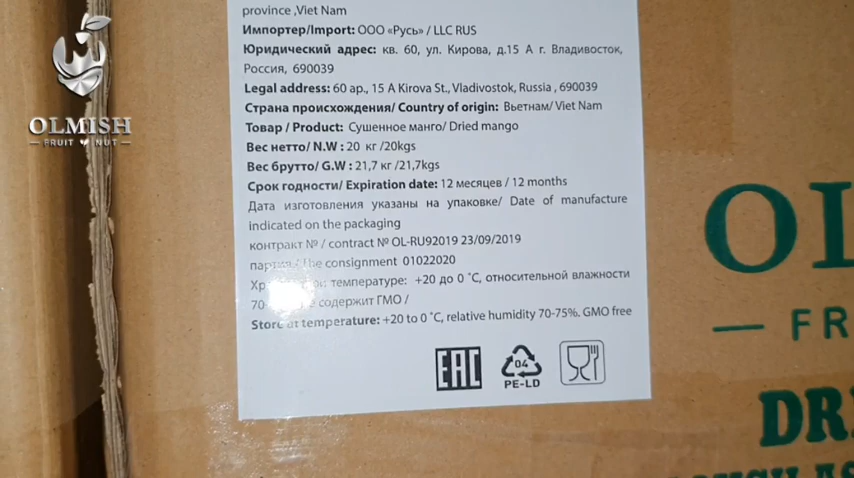 province ,Viet Nam
Импортер/Import: ООО «Русь» / LLC RUS
Юридический адрес: кв. 60, ул. Кирова, д.15 А г. Владивосток,
Россия, 690039
Legal address: 60 ap., 15 A Kirova St., Vladivostok, Russia , 690039
Страна происхождения/ Country of origin: Вьетнам/ Viet Nam
Товар / Product: Сушенное манго/ Dried mango
Вес нетто/ N.W : 20 кг /20kgs
Вес брутто/ G.W : 21,7 кг /21,7kgs
Срок годности/ Expiration date: 12 месяцев / 12 months
Дата изготовления указаны на упаковке/ Date of manufacture
indicated on the packaging
контракт № / contract № OL-RU92019 23/09/2019
consignment 01022020
температуре: +20 до 0 ˚С, относительной влажности
содержит ГМО /
Store at temperature: +20 to 0 ˚C, relative humidity 70-75%. GMO free
EAC
04
PE-LD
OLMISH
FRUIT NUT
OL
FR
DR